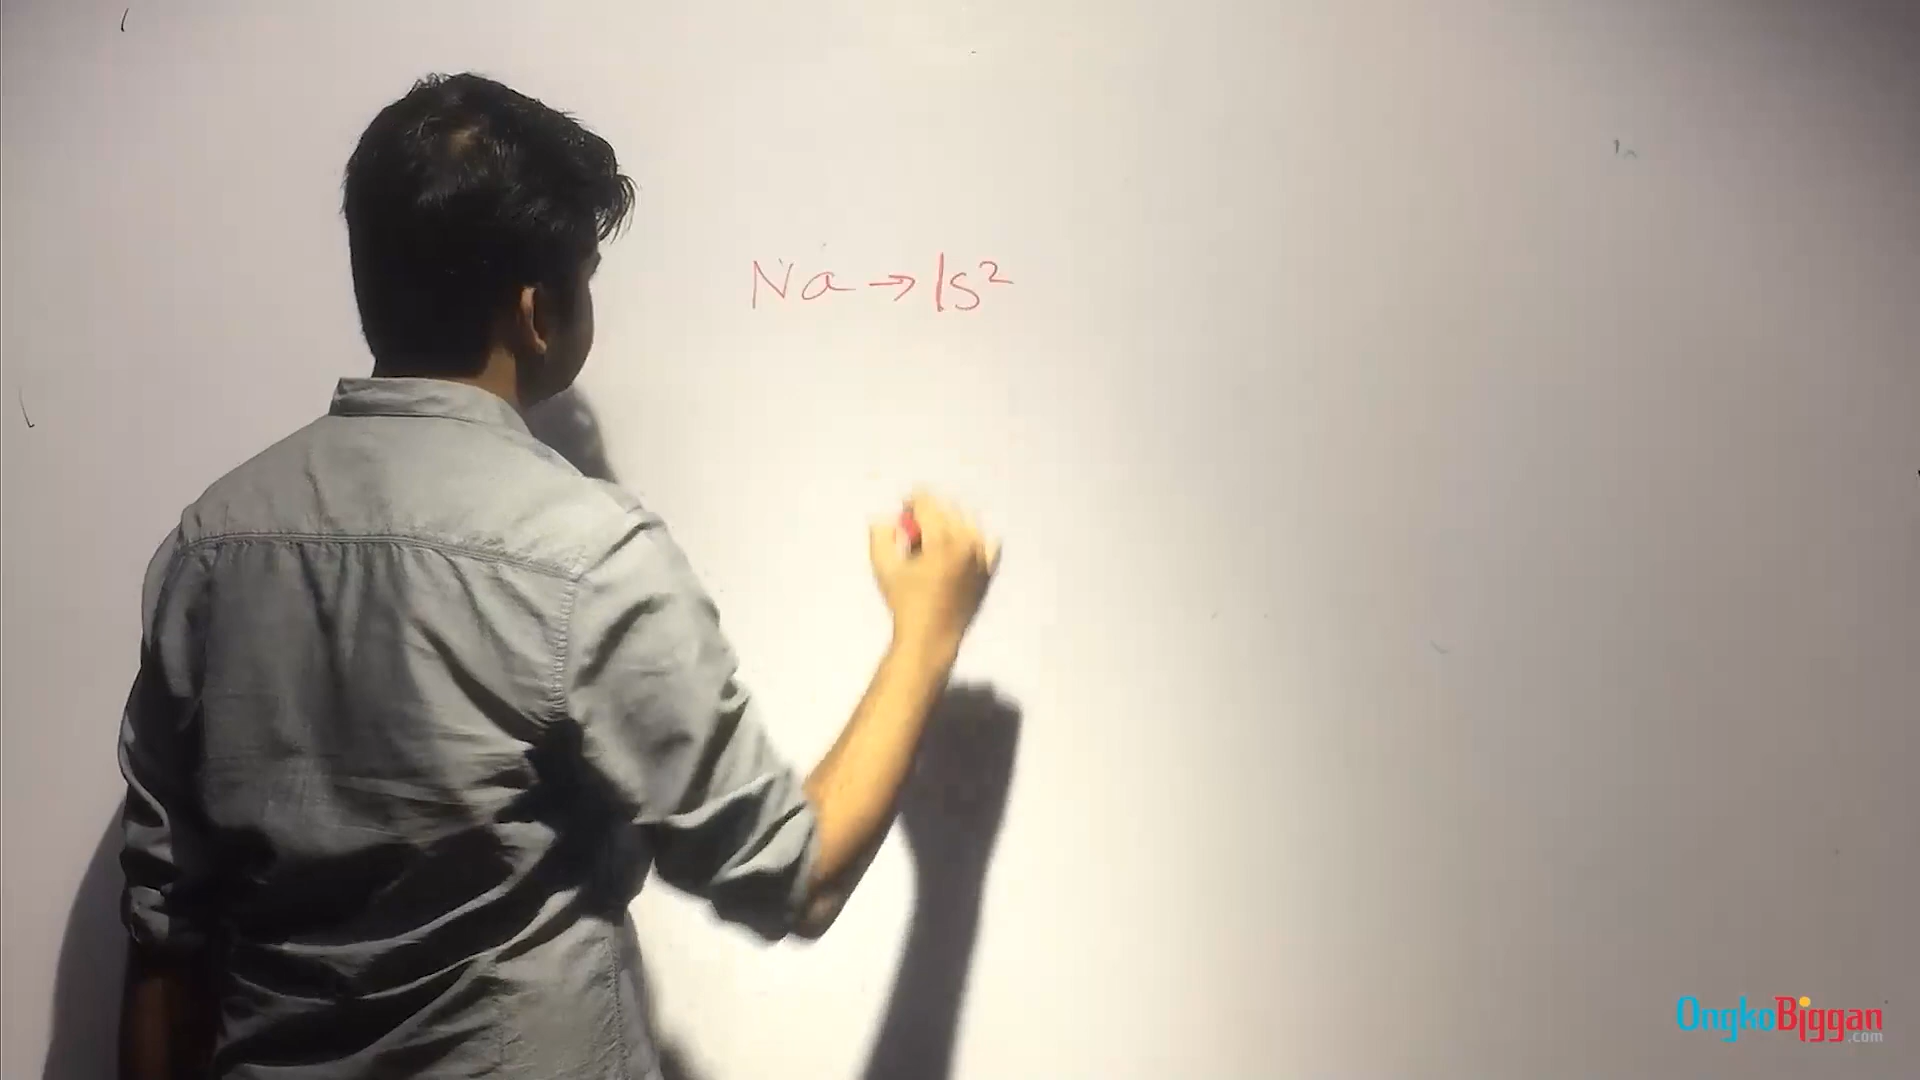 Na → 1s²
OngkoBiggan
.com